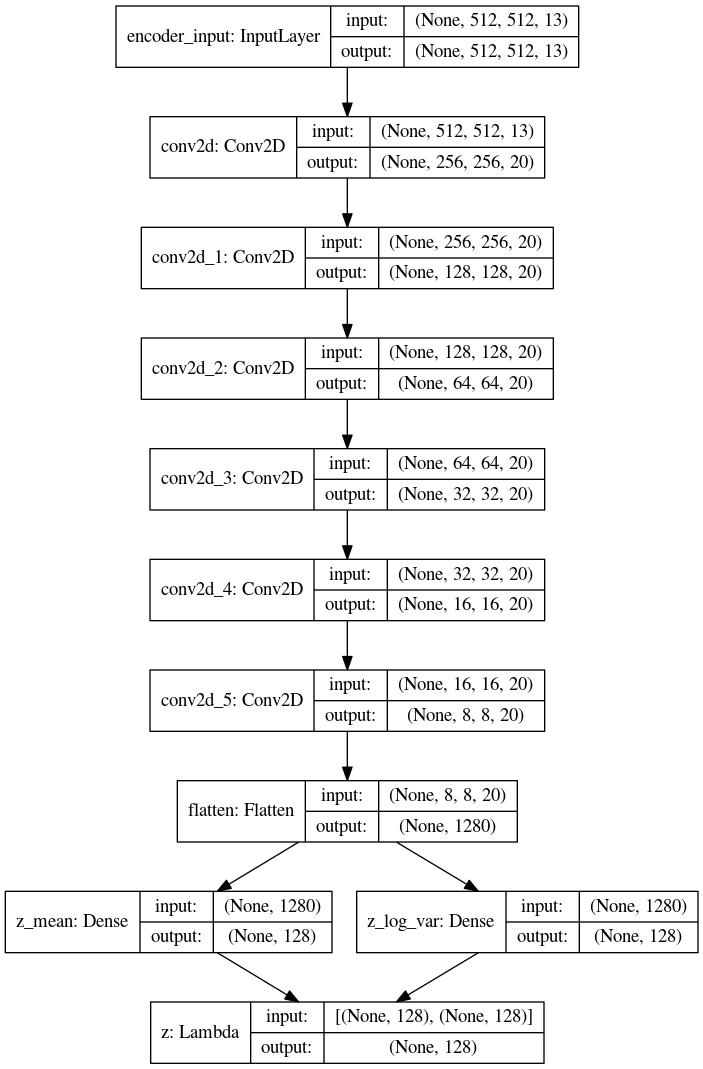 encoder_input: InputLayer
input:
(None, 512, 512, 13)
output:
(None, 512, 512, 13)
conv2d: Conv2D
input:
(None, 512, 512, 13)
output:
(None, 256, 256, 20)
conv2d_1: Conv2D
input:
(None, 256, 256, 20)
output:
(None, 128, 128, 20)
conv2d_2: Conv2D
input:
(None, 128, 128, 20)
output:
(None, 64, 64, 20)
conv2d_3: Conv2D
input:
(None, 64, 64, 20)
output:
(None, 32, 32, 20)
conv2d_4: Conv2D
input:
(None, 32, 32, 20)
output:
(None, 16, 16, 20)
conv2d_5: Conv2D
input:
(None, 16, 16, 20)
output:
(None, 8, 8, 20)
flatten: Flatten
input:
(None, 8, 8, 20)
output:
(None, 1280)
z_mean: Dense
input:
(None, 1280)
output:
(None, 128)
z_log_var: Dense
input:
(None, 1280)
output:
(None, 128)
z: Lambda
input:
[(None, 128), (None, 128)]
output:
(None, 128)